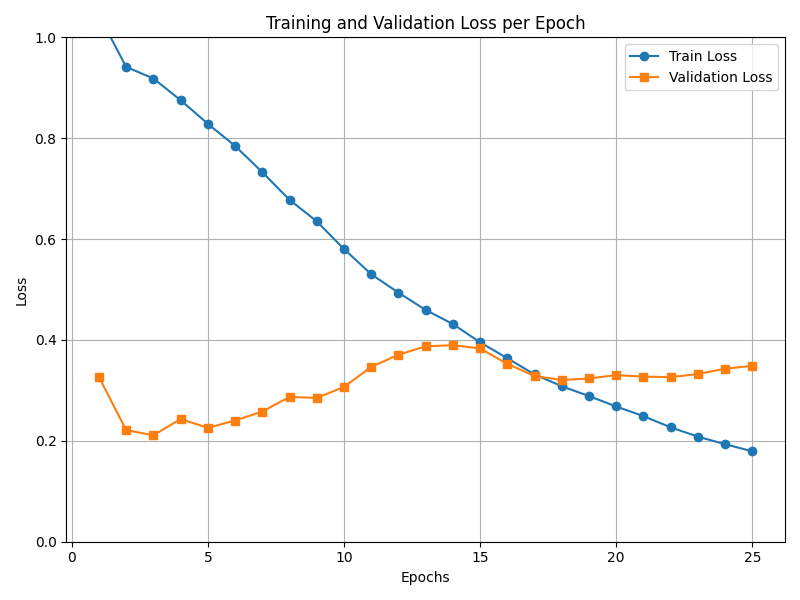 Training and Validation Loss per Epoch
Train Loss
Validation Loss
1.0
0.8
0.6
0.4
0.2
0.0
Loss
0 5 10 15 20 25
Epochs